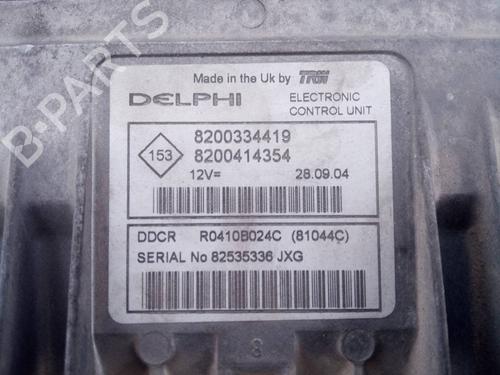 Made in the Uk by TRW
DELPHI
ELECTRONIC
CONTROL UNIT
153
8200334419
8200414354
12V= 28.09.04
DDCR R0410B024C (81044C)
SERIAL No 82535336 JXG
8
B-PARTS